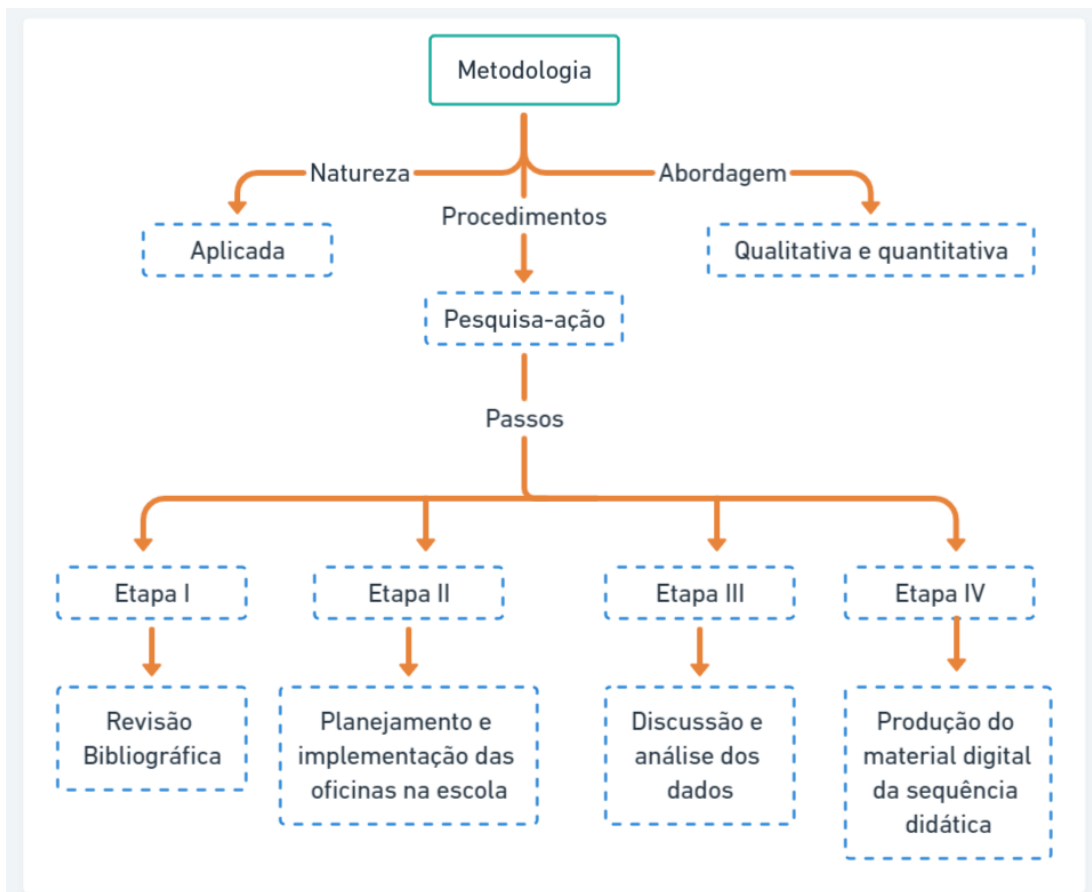 Metodologia
Natureza
Abordagem
Procedimentos
Aplicada
Qualitativa e quantitativa
Pesquisa-ação
Passos
Etapa I
Etapa II
Etapa III
Etapa IV
Revisão
Bibliográfica
Planejamento e
implementação das
oficinas na escola
Discussão e
análise dos
dados
Produção do
material digital
da sequência
didática